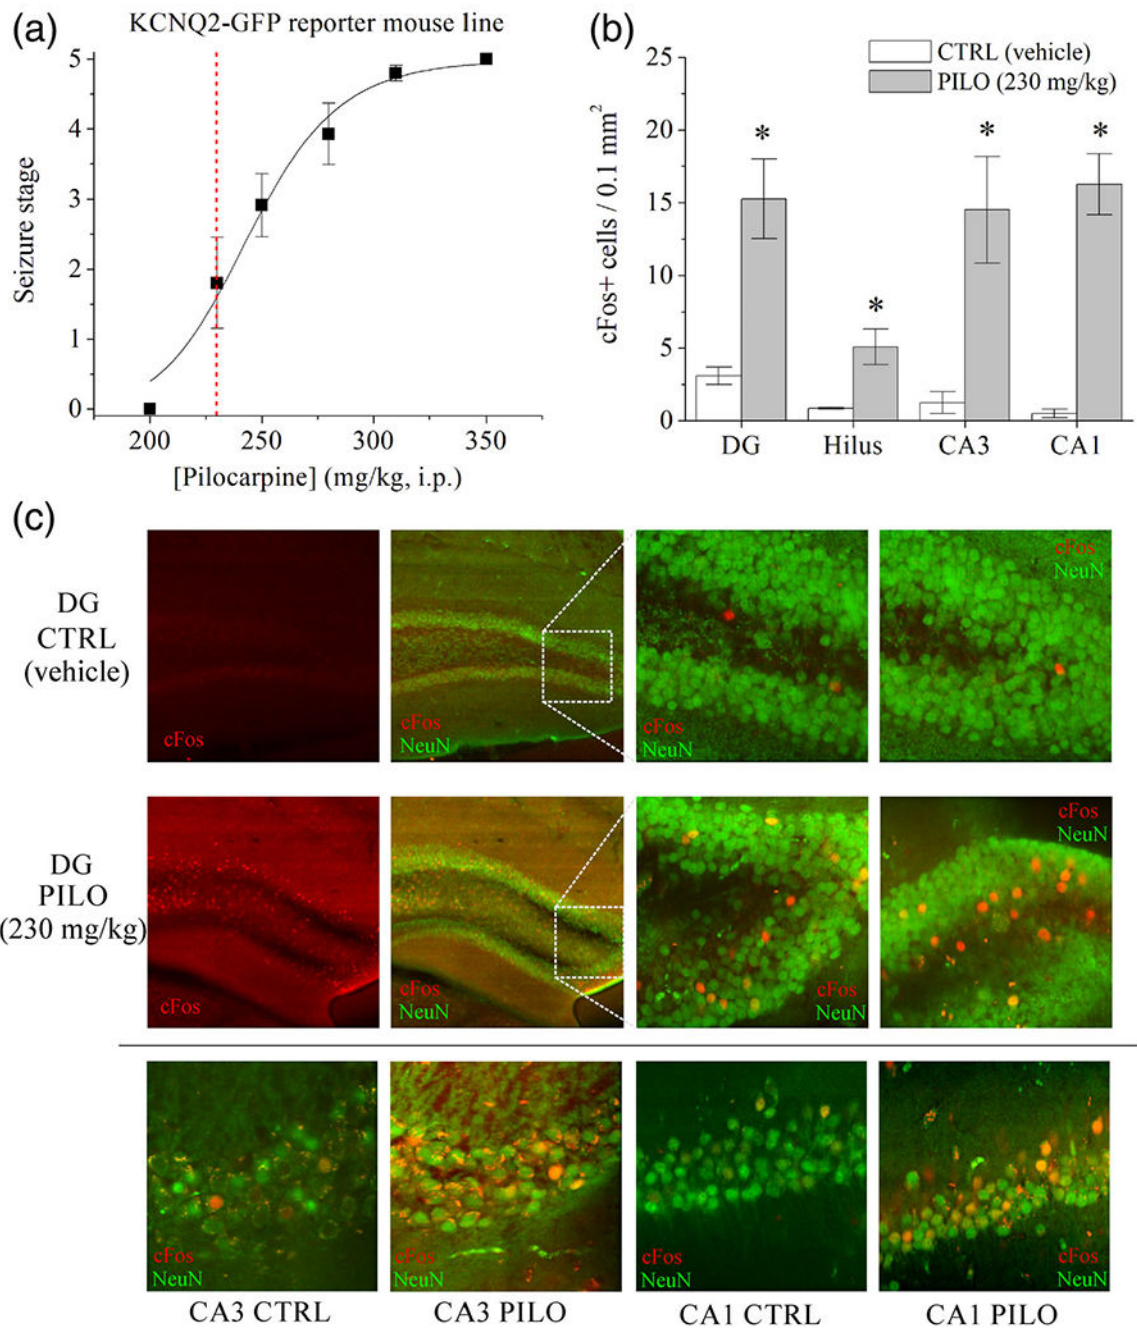 (a)
KCNQ2-GFP reporter mouse line
5
4
3
2
1
0
Seizure stage
200
250
300
350
[Pilocarpine] (mg/kg, i.p.)
(b)
CTRL (vehicle)
PILO (230 mg/kg)
25
20
15
10
5
0
cFos+ cells / 0.1 mm²
*
*
*
*
DG
Hilus
CA3
CA1
(c)
DG
CTRL
(vehicle)
cFos
cFos
NeuN
cFos
NeuN
cFos
NeuN
DG
PILO
(230 mg/kg)
cFos
cFos
NeuN
cFos
NeuN
cFos
NeuN
cFos
NeuN
cFos
NeuN
cFos
NeuN
cFos
NeuN
CA3 CTRL
CA3 PILO
CA1 CTRL
CA1 PILO